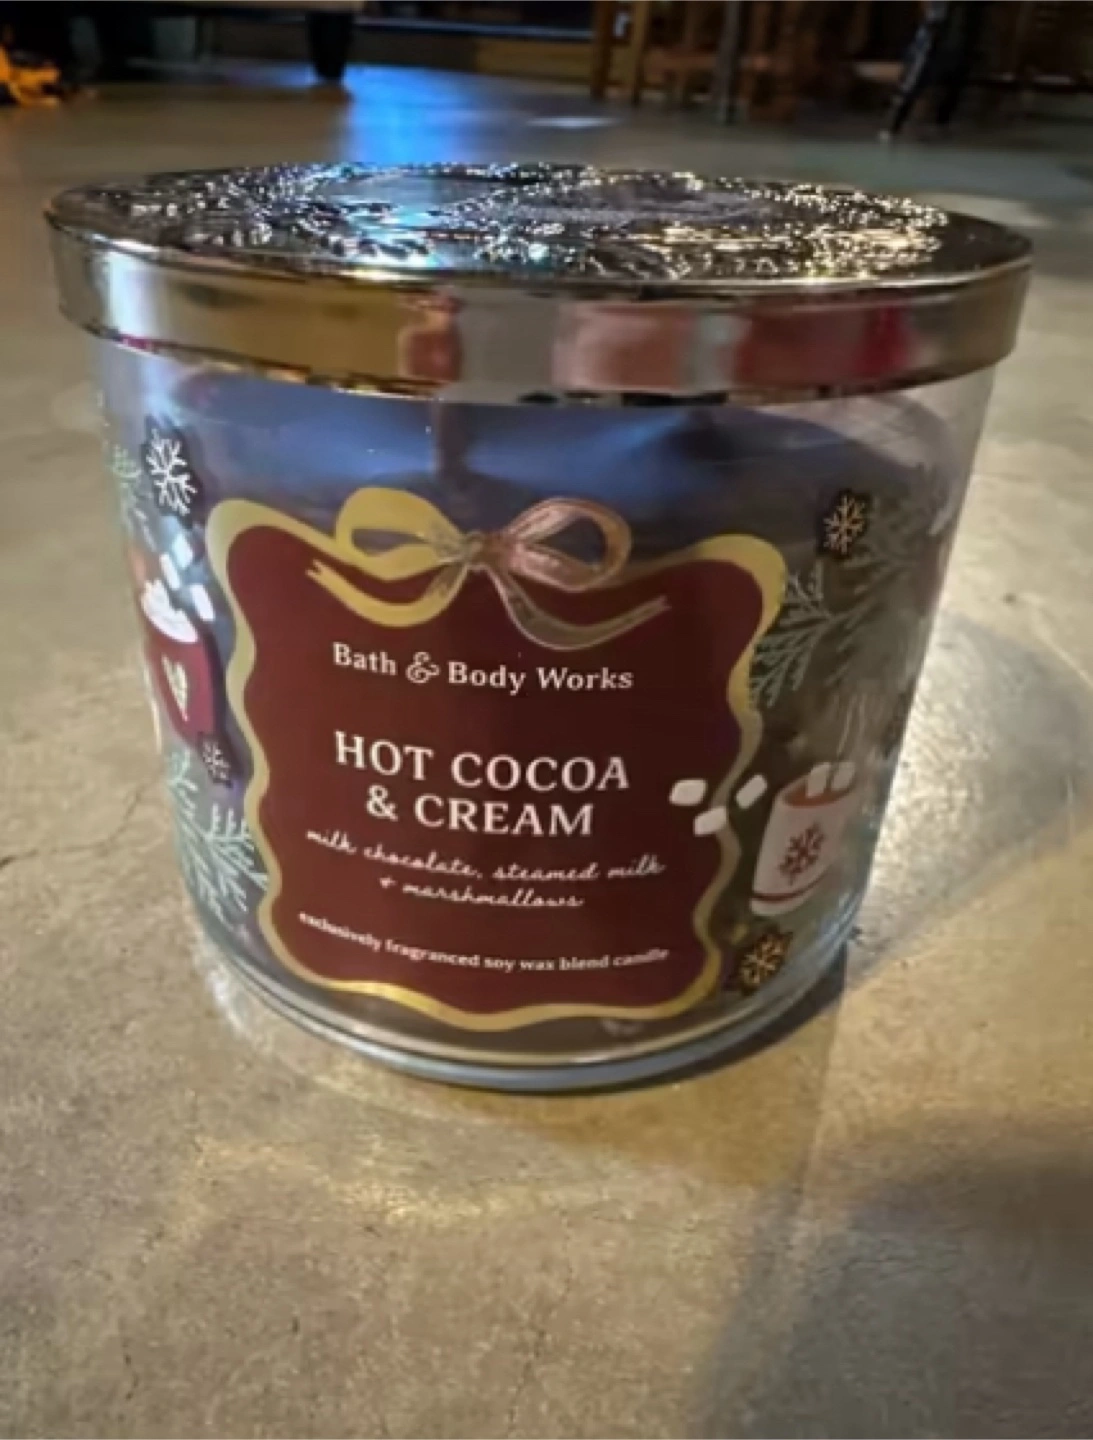 Bath & Body Works
HOT COCOA
& CREAM
milk chocolate, steamed milk
+ marshmallows
exclusively fragranced soy wax blend candle